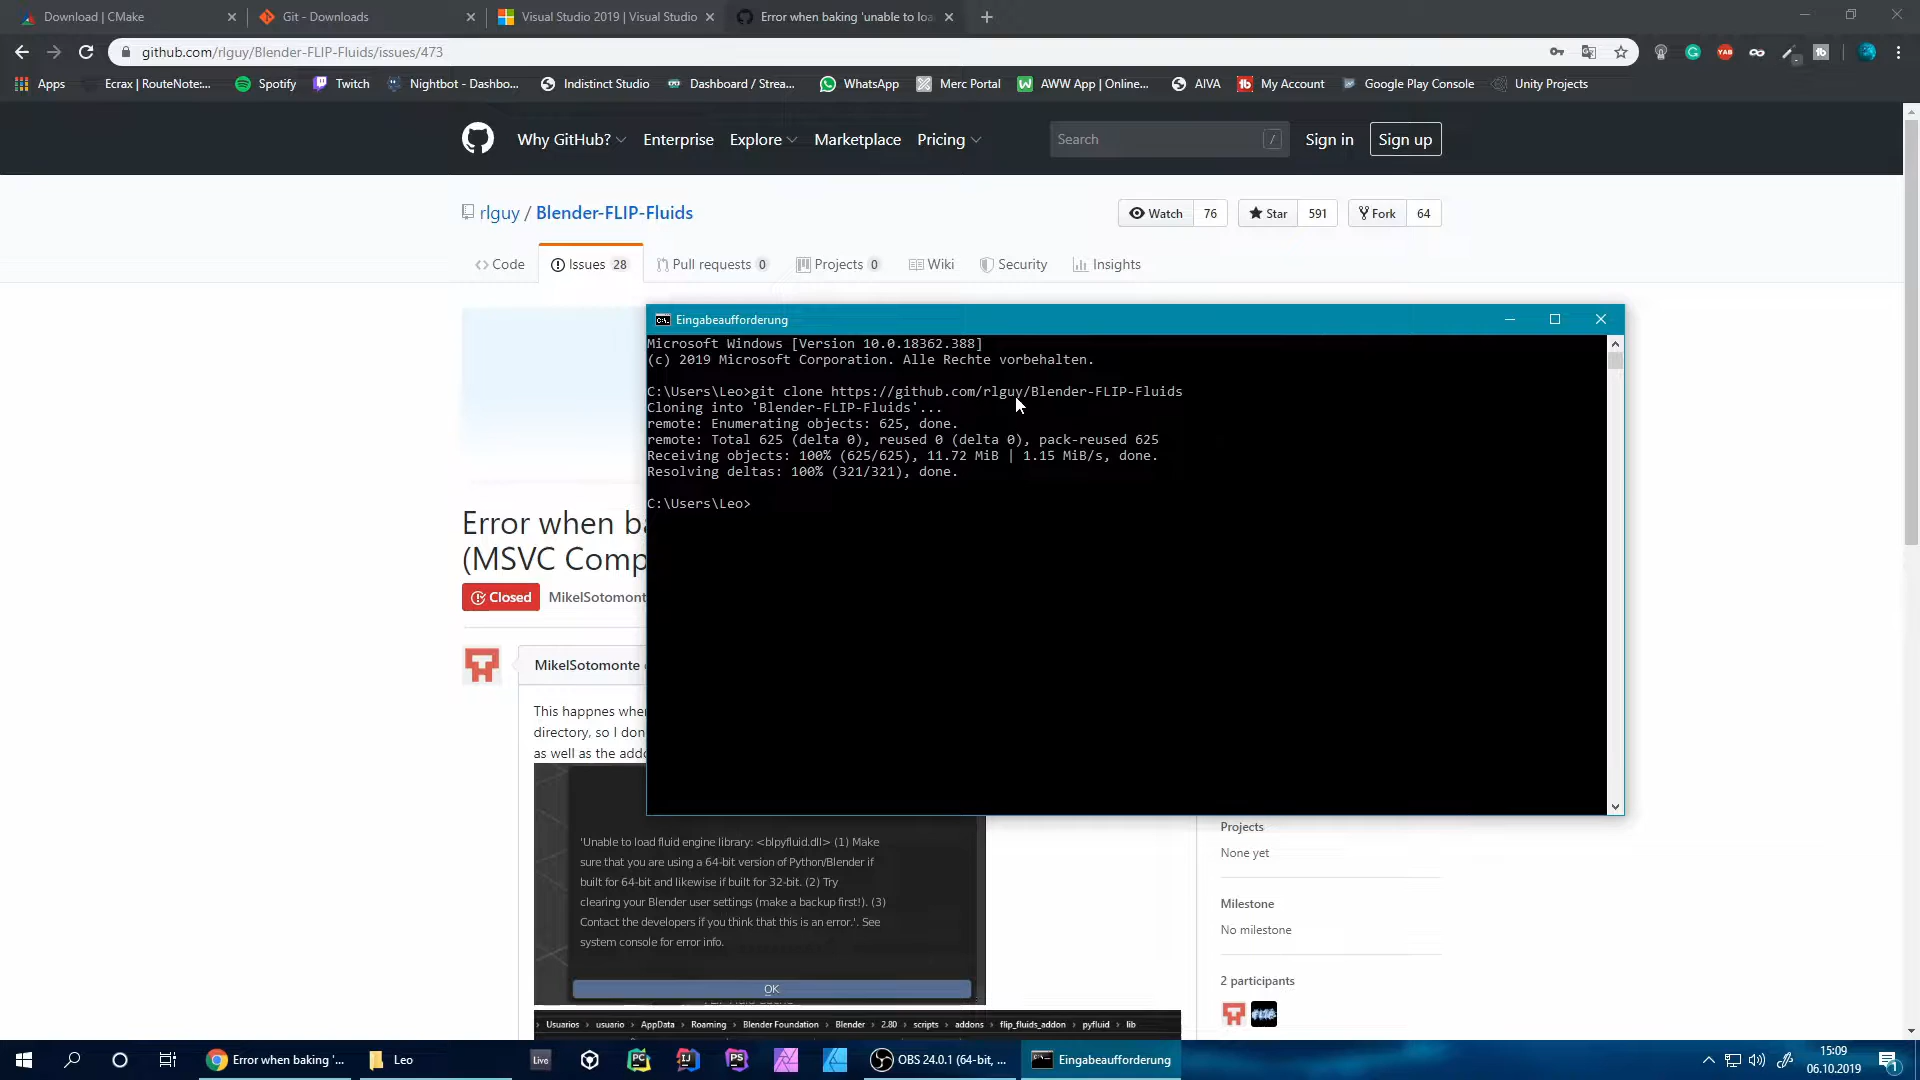 Download | CMake
Git - Downloads
Visual Studio 2019 | Visual Studio
Error when baking 'unable to loa
github.com/rlguy/Blender-FLIP-Fluids/issues/473
Apps
Ecrax | RouteNote:...
Spotify
Twitch
Nightbot - Dashbo...
Indistinct Studio
Dashboard / Strea...
WhatsApp
Merc Portal
AWW App | Online...
AIVA
My Account
Google Play Console
Unity Projects
Why GitHub?
Enterprise
Explore
Marketplace
Pricing
Search
/
Sign in
Sign up
rlguy / Blender-FLIP-Fluids
Watch 76
Star 591
Fork 64
Code
Issues 28
Pull requests 0
Projects 0
Wiki
Security
Insights
Eingabeaufforderung
Microsoft Windows [Version 10.0.18362.388]
(c) 2019 Microsoft Corporation. Alle Rechte vorbehalten.
C:\Users\Leo>git clone https://github.com/rlguy/Blender-FLIP-Fluids
Cloning into 'Blender-FLIP-Fluids'...
remote: Enumerating objects: 625, done.
remote: Total 625 (delta 0), reused 0 (delta 0), pack-reused 625
Receiving objects: 100% (625/625), 11.72 MiB | 1.15 MiB/s, done.
Resolving deltas: 100% (321/321), done.
C:\Users\Leo>
Error when ba
(MSVC Comp
Closed
MikelSotomont
MikelSotomonte
This happnes when
directory, so I don
as well as the addo
'Unable to load fluid engine library: <blpyfluid.dll> (1) Make
sure that you are using a 64-bit version of Python/Blender if
built for 64-bit and likewise if built for 32-bit. (2) Try
clearing your Blender user settings (make a backup first!). (3)
Contact the developers if you think that this is an error.'. See
system console for error info.
OK
Usuarios > usuario > AppData > Roaming > Blender Foundation > Blender > 2.80 > scripts > addons > flip_fluids_addon > pyfluid > lib
Projects
None yet
Milestone
No milestone
2 participants
Error when baking '...
Leo
Live
PC
IJ
PS
OBS 24.0.1 (64-bit, ...
Eingabeaufforderung
15:09
06.10.2019
1